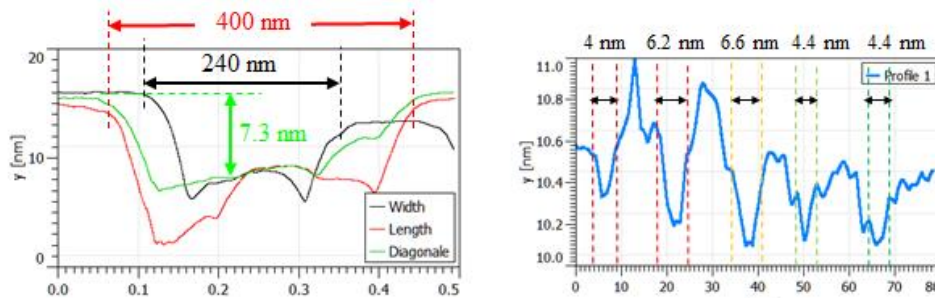 400 nm
240 nm
7.3 nm
20
10
0
y [nm]
Width
Length
Diagonale
0.0 0.1 0.2 0.3 0.4 0.5
4 nm 6.2 nm 6.6 nm 4.4 nm 4.4 nm
Profile 1
11.0
10.8
10.6
10.4
10.2
10.0
y [nm]
0 10 20 30 40 50 60 70 80